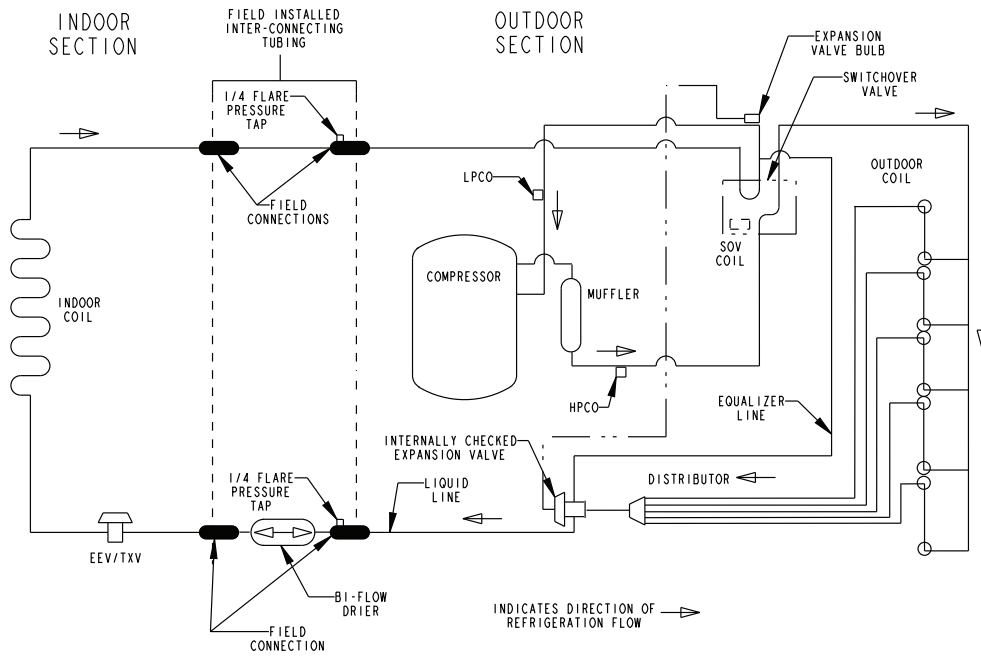 INDOOR
SECTION
FIELD INSTALLED
INTER-CONNECTING
TUBING
OUTDOOR
SECTION
EXPANSION
VALVE BULB
SWITCHOVER
VALVE
1/4 FLARE
PRESSURE
TAP
OUTDOOR
COIL
LPCO
FIELD
CONNECTIONS
SOV
COIL
COMPRESSOR
MUFFLER
INDOOR
COIL
HPCO
EQUALIZER
LINE
INTERNALLY CHECKED
EXPANSION VALVE
1/4 FLARE
PRESSURE
TAP
LIQUID
LINE
DISTRIBUTOR
EEV/TXV
BI-FLOW
DRIER
INDICATES DIRECTION OF
REFRIGERATION FLOW
FIELD
CONNECTION